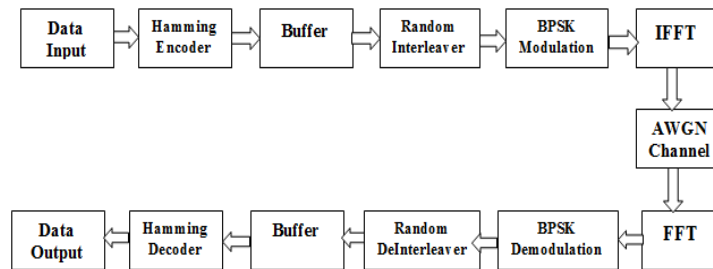 Data
Input
Hamming
Encoder
Buffer
Random
Interleaver
BPSK
Modulation
IFFT
AWGN
Channel
Data
Output
Hamming
Decoder
Buffer
Random
DeInterleaver
BPSK
Demodulation
FFT